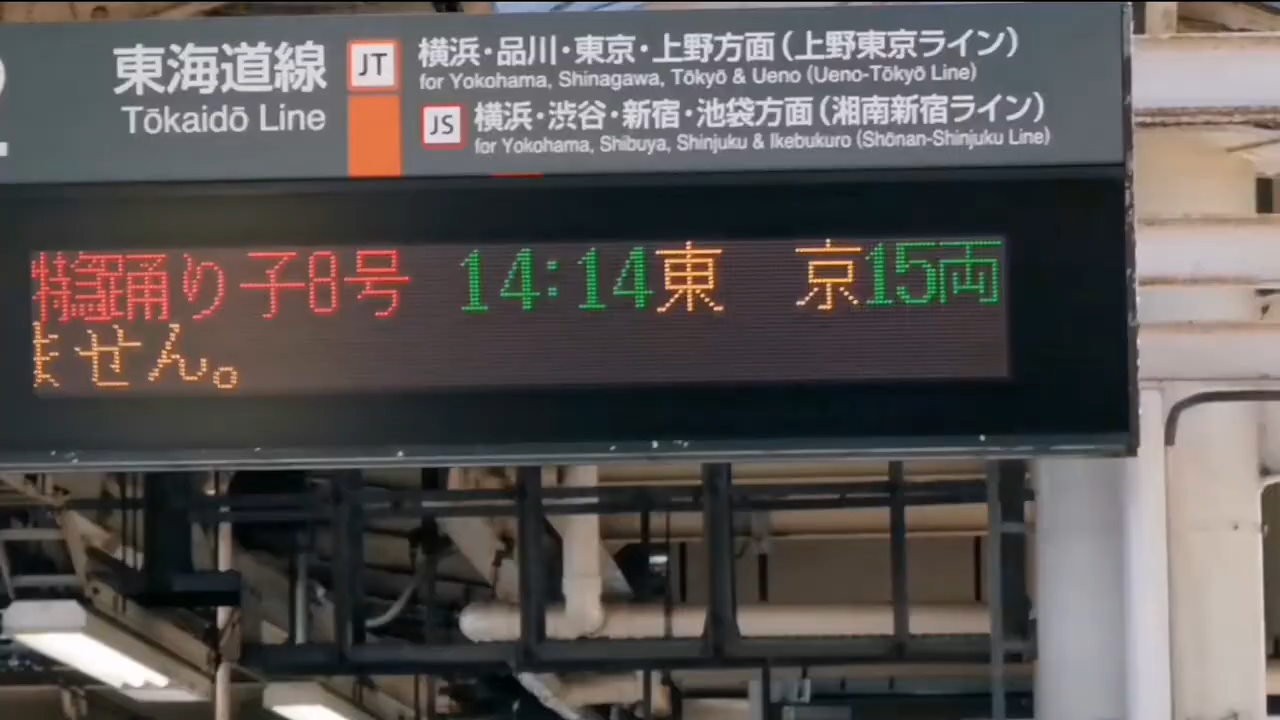 東海道線 JT 横浜・品川・東京・上野方面(上野東京ライン)
Tōkaidō Line for Yokohama, Shinagawa, Tōkyō & Ueno (Ueno-Tōkyō Line)
JS 横浜・渋谷・新宿・池袋方面(湘南新宿ライン)
for Yokohama, Shibuya, Shinjuku & Ikebukuro (Shōnan-Shinjuku Line)
特急踊り子8号 14:14 東 京 15両
ません。